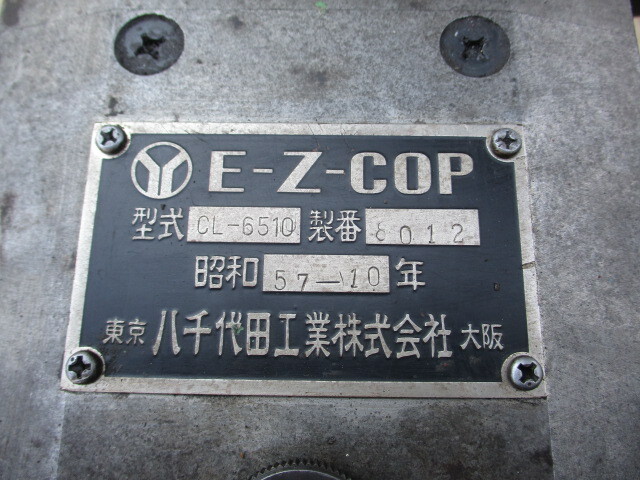 E-Z-COP
型式 CL-6510 製番 6012
昭和 57-10 年
東京 八千代田工業株式会社 大阪